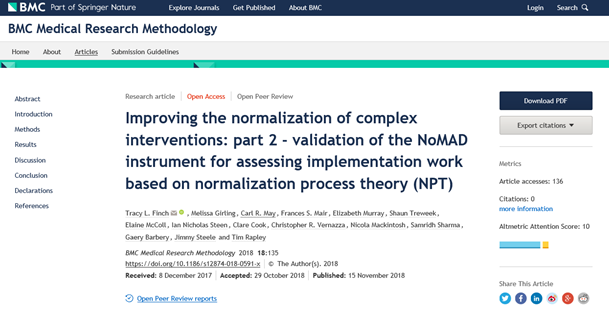 BMC Part of Springer Nature
Explore Journals Get Published About BMC
Login Search
BMC Medical Research Methodology
Home About Articles Submission Guidelines
Abstract
Introduction
Methods
Results
Discussion
Conclusion
Declarations
References
Research article Open Access Open Peer Review
Improving the normalization of complex
interventions: part 2 - validation of the NoMAD
instrument for assessing implementation work
based on normalization process theory (NPT)
Tracy L. Finch , Melissa Girling, Carl R. May, Frances S. Mair, Elizabeth Murray, Shaun Treweek,
Elaine McColl, Ian Nicholas Steen, Clare Cook, Christopher R. Vernazza, Nicola Mackintosh, Samridh Sharma,
Gaery Barbery, Jimmy Steele and Tim Rapley
BMC Medical Research Methodology 2018 18:135
https://doi.org/10.1186/s12874-018-0591-x © The Author(s). 2018
Received: 8 December 2017 Accepted: 29 October 2018 Published: 15 November 2018
Open Peer Review reports
Download PDF
Export citations
Metrics
Article accesses: 136
Citations: 0
more information
Altmetric Attention Score: 10
Share This Article